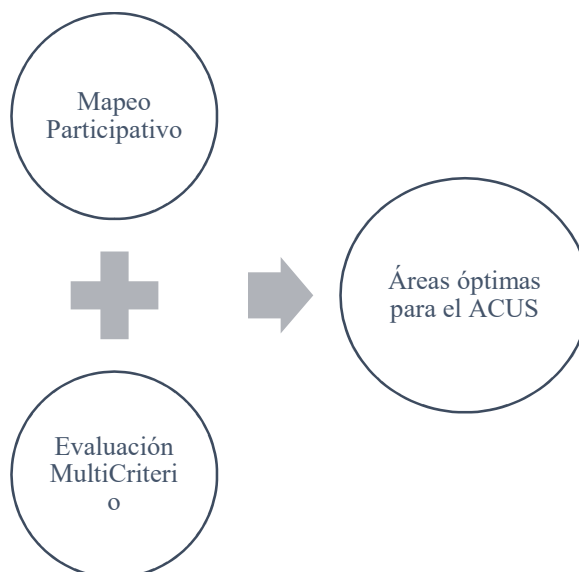 Mapeo
Participativo
Áreas óptimas
para el ACUS
Evaluación
MultiCriteri
o